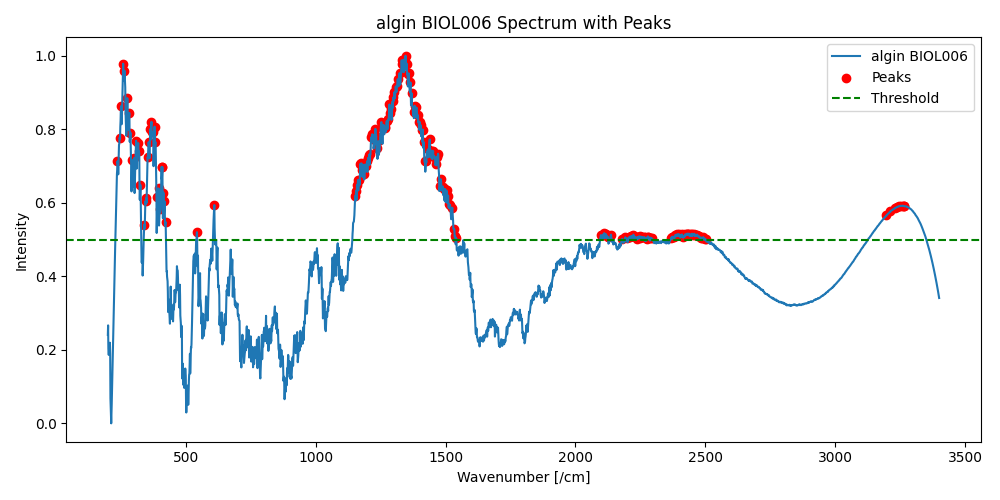 algin BIOL006 Spectrum with Peaks
algin BIOL006
Peaks
Threshold
Intensity
1.0
0.8
0.6
0.4
0.2
0.0
500 1000 1500 2000 2500 3000 3500
Wavenumber [/cm]